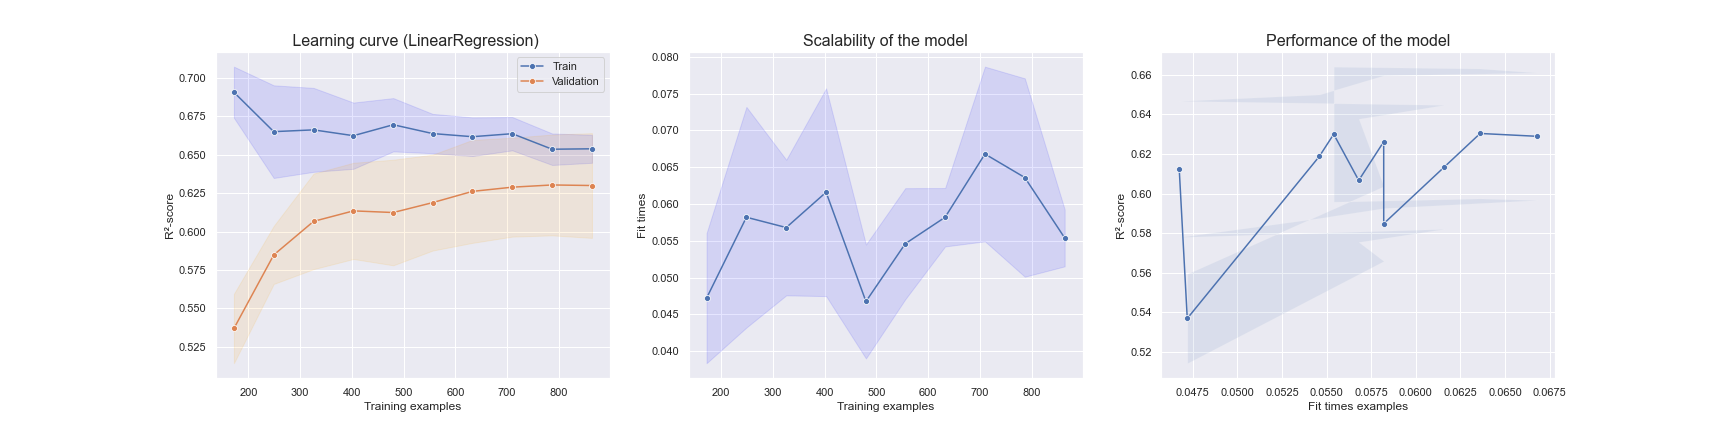 Learning curve (LinearRegression)
Train
Validation
0.700
0.675
0.650
0.625
0.600
0.575
0.550
0.525
R²-score
200 300 400 500 600 700 800
Training examples
Scalability of the model
0.080
0.075
0.070
0.065
0.060
0.055
0.050
0.045
0.040
Fit times
200 300 400 500 600 700 800
Training examples
Performance of the model
0.66
0.64
0.62
0.60
0.58
0.56
0.54
0.52
R²-score
0.0475 0.0500 0.0525 0.0550 0.0575 0.0600 0.0625 0.0650 0.0675
Fit times examples